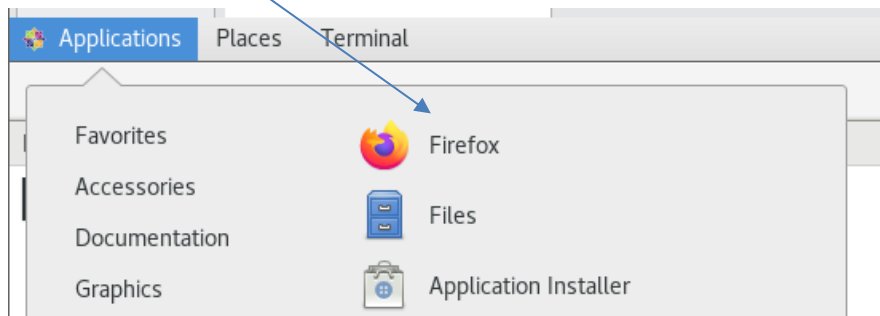 Applications Places Terminal
Favorites
Accessories
Documentation
Graphics
Firefox
Files
Application Installer